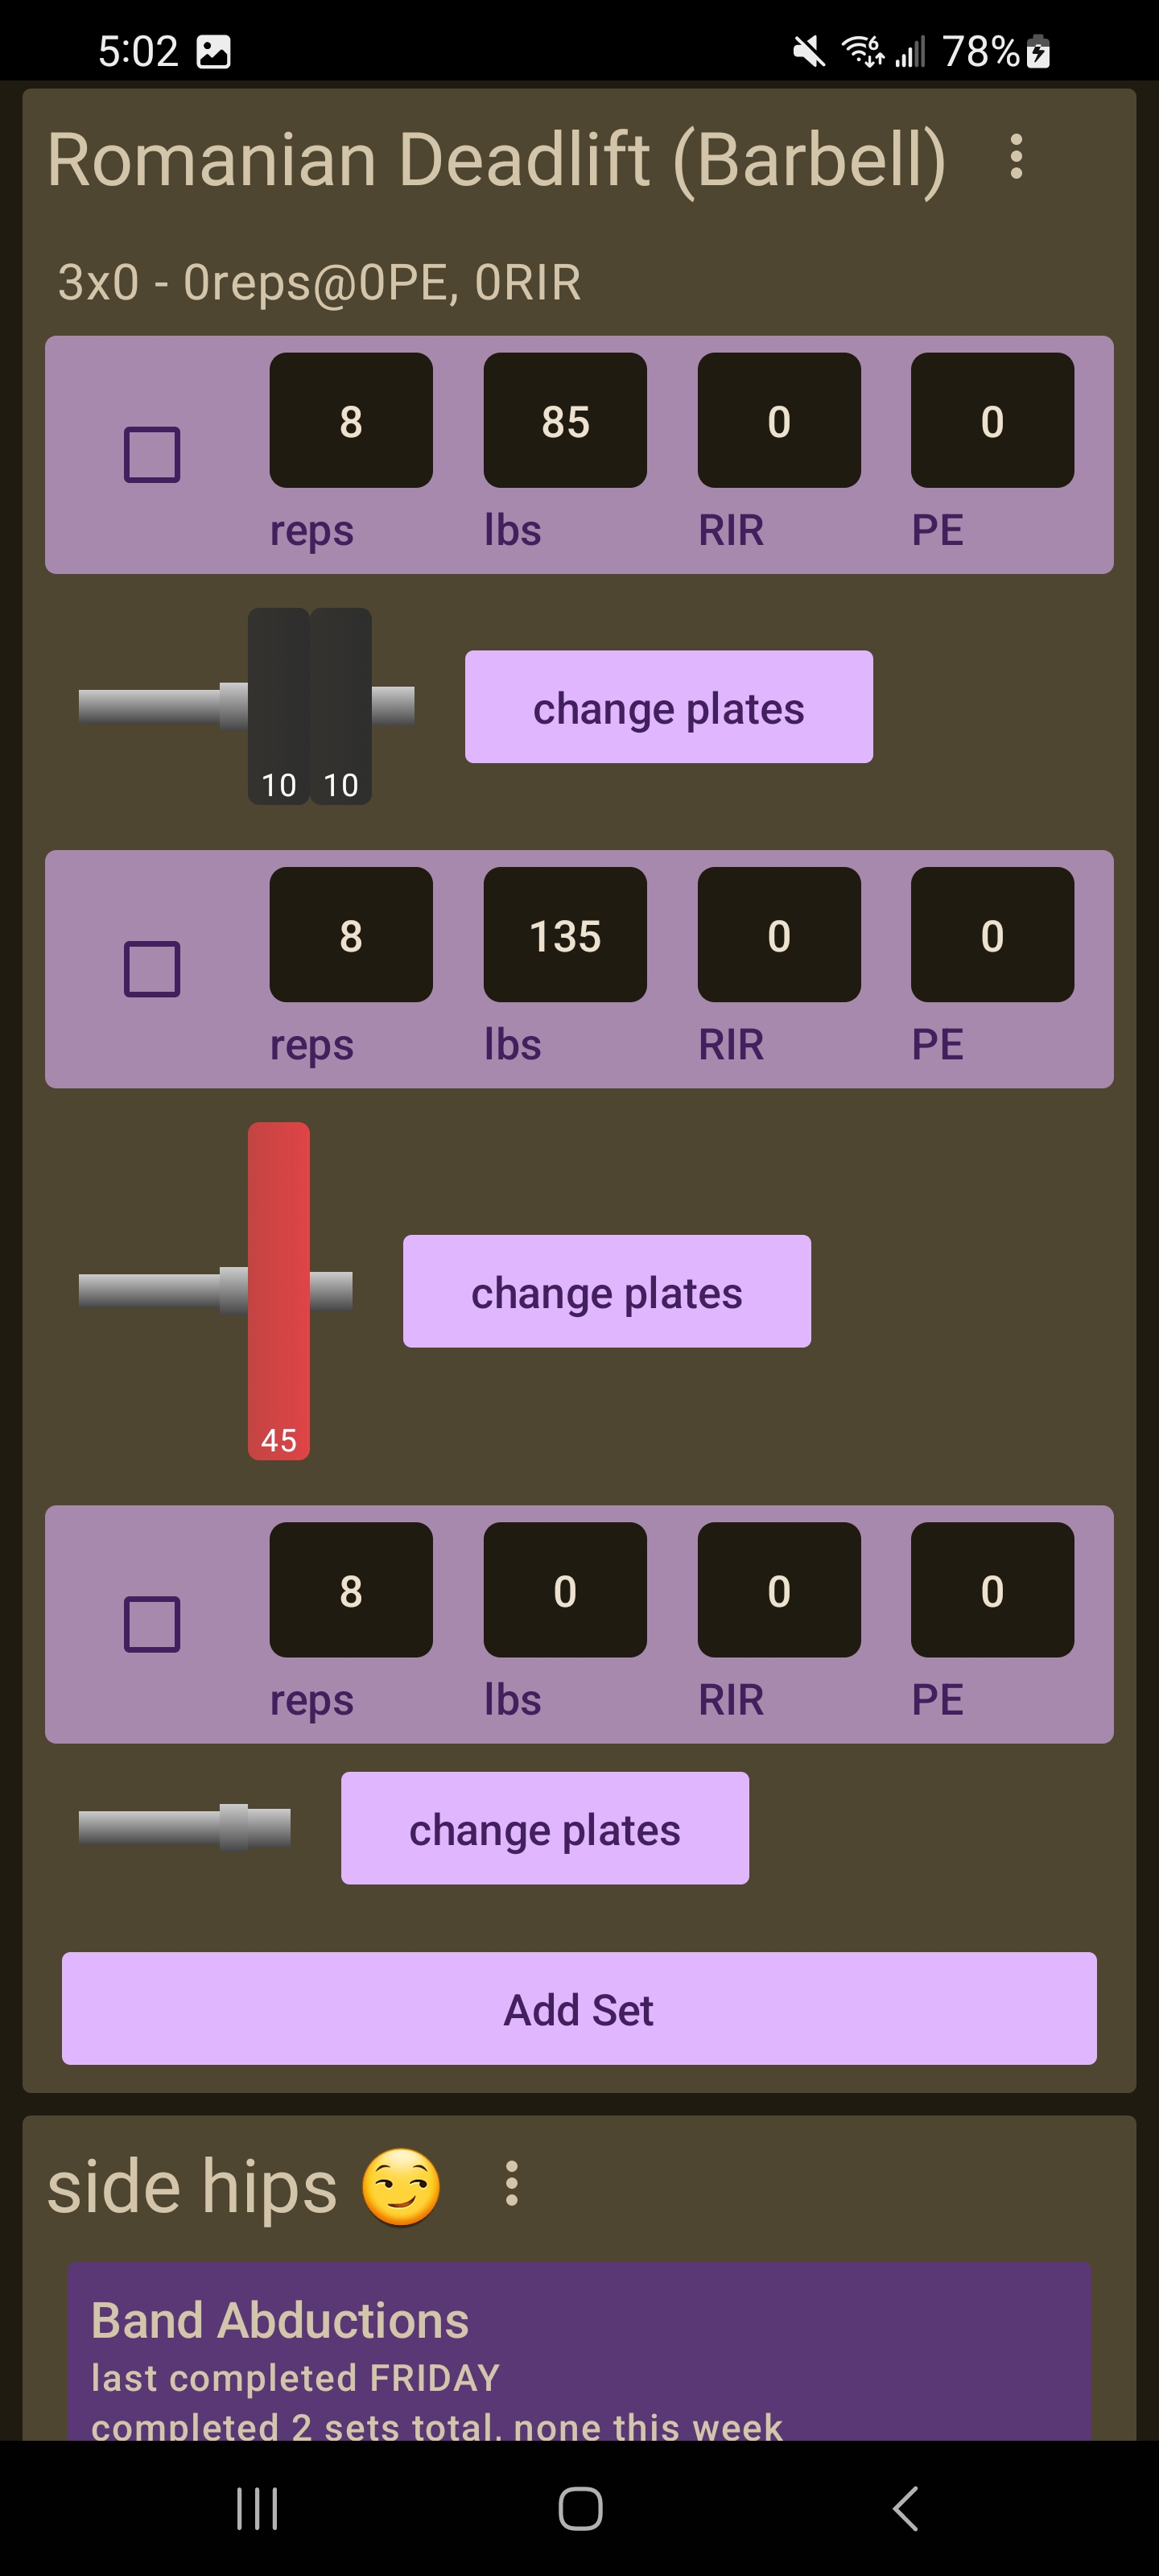 5:02 78%
Romanian Deadlift (Barbell)
3x0 - 0reps@0PE, 0RIR
8 85 0 0
reps lbs RIR PE
change plates
10 10
8 135 0 0
reps lbs RIR PE
change plates
45
8 0 0 0
reps lbs RIR PE
change plates
Add Set
side hips 😏
Band Abductions
last completed FRIDAY
completed 2 sets total, none this week